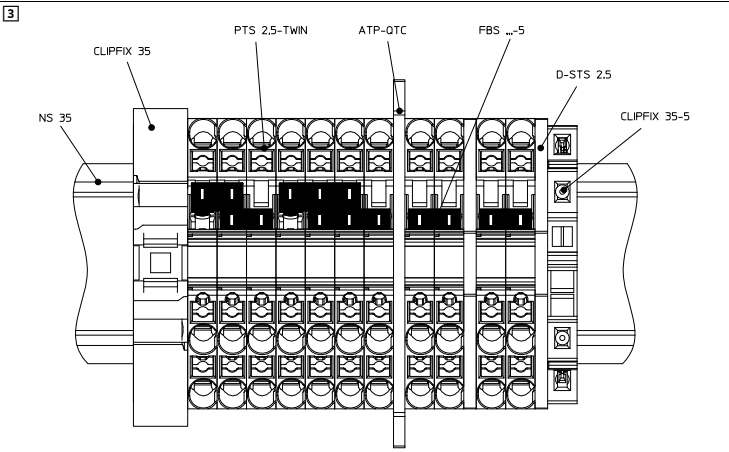 3
PTS 2,5-TWIN
ATP-QTC
FBS ...-5
CLIPFIX 35
D-STS 2,5
NS 35
CLIPFIX 35-5